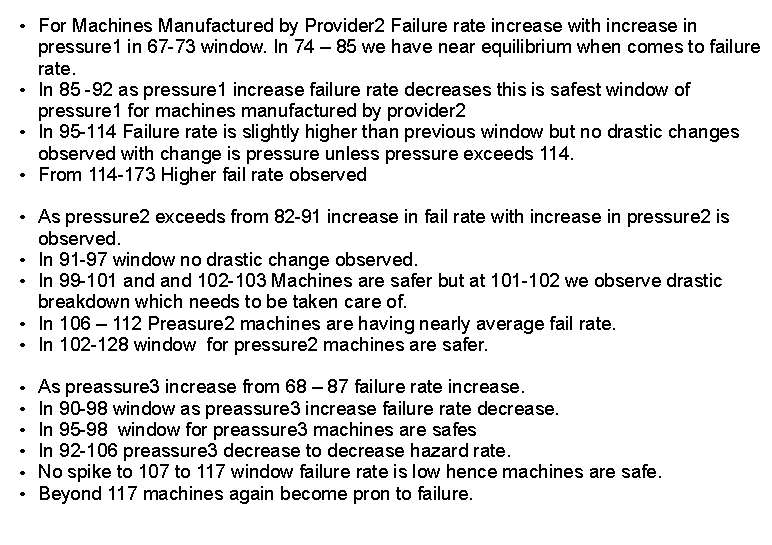 • For Machines Manufactured by Provider2 Failure rate increase with increase in
pressure1 in 67-73 window. In 74 – 85 we have near equilibrium when comes to failure
rate.
• In 85 -92 as pressure1 increase failure rate decreases this is safest window of
pressure1 for machines manufactured by provider2
• In 95-114 Failure rate is slightly higher than previous window but no drastic changes
observed with change is pressure unless pressure exceeds 114.
• From 114-173 Higher fail rate observed
• As pressure2 exceeds from 82-91 increase in fail rate with increase in pressure2 is
observed.
• In 91-97 window no drastic change observed.
• In 99-101 and and 102-103 Machines are safer but at 101-102 we observe drastic
breakdown which needs to be taken care of.
• In 106 – 112 Preasure2 machines are having nearly average fail rate.
• In 102-128 window  for pressure2 machines are safer.
• As preassure3 increase from 68 – 87 failure rate increase.
• In 90-98 window as preassure3 increase failure rate decrease.
• In 95-98  window for preassure3 machines are safes
• In 92-106 preassure3 decrease to decrease hazard rate.
• No spike to 107 to 117 window failure rate is low hence machines are safe.
• Beyond 117 machines again become pron to failure.